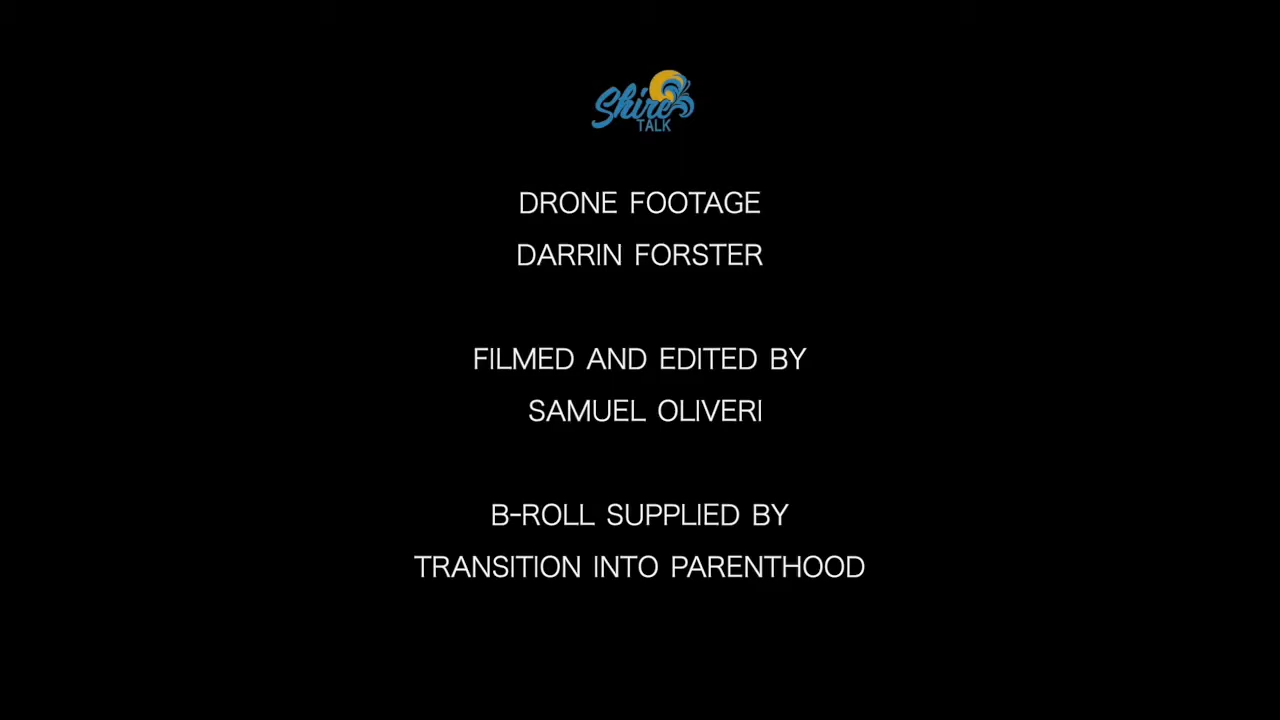 Shire
TALK
DRONE FOOTAGE
DARRIN FORSTER
FILMED AND EDITED BY
SAMUEL OLIVERI
B-ROLL SUPPLIED BY
TRANSITION INTO PARENTHOOD